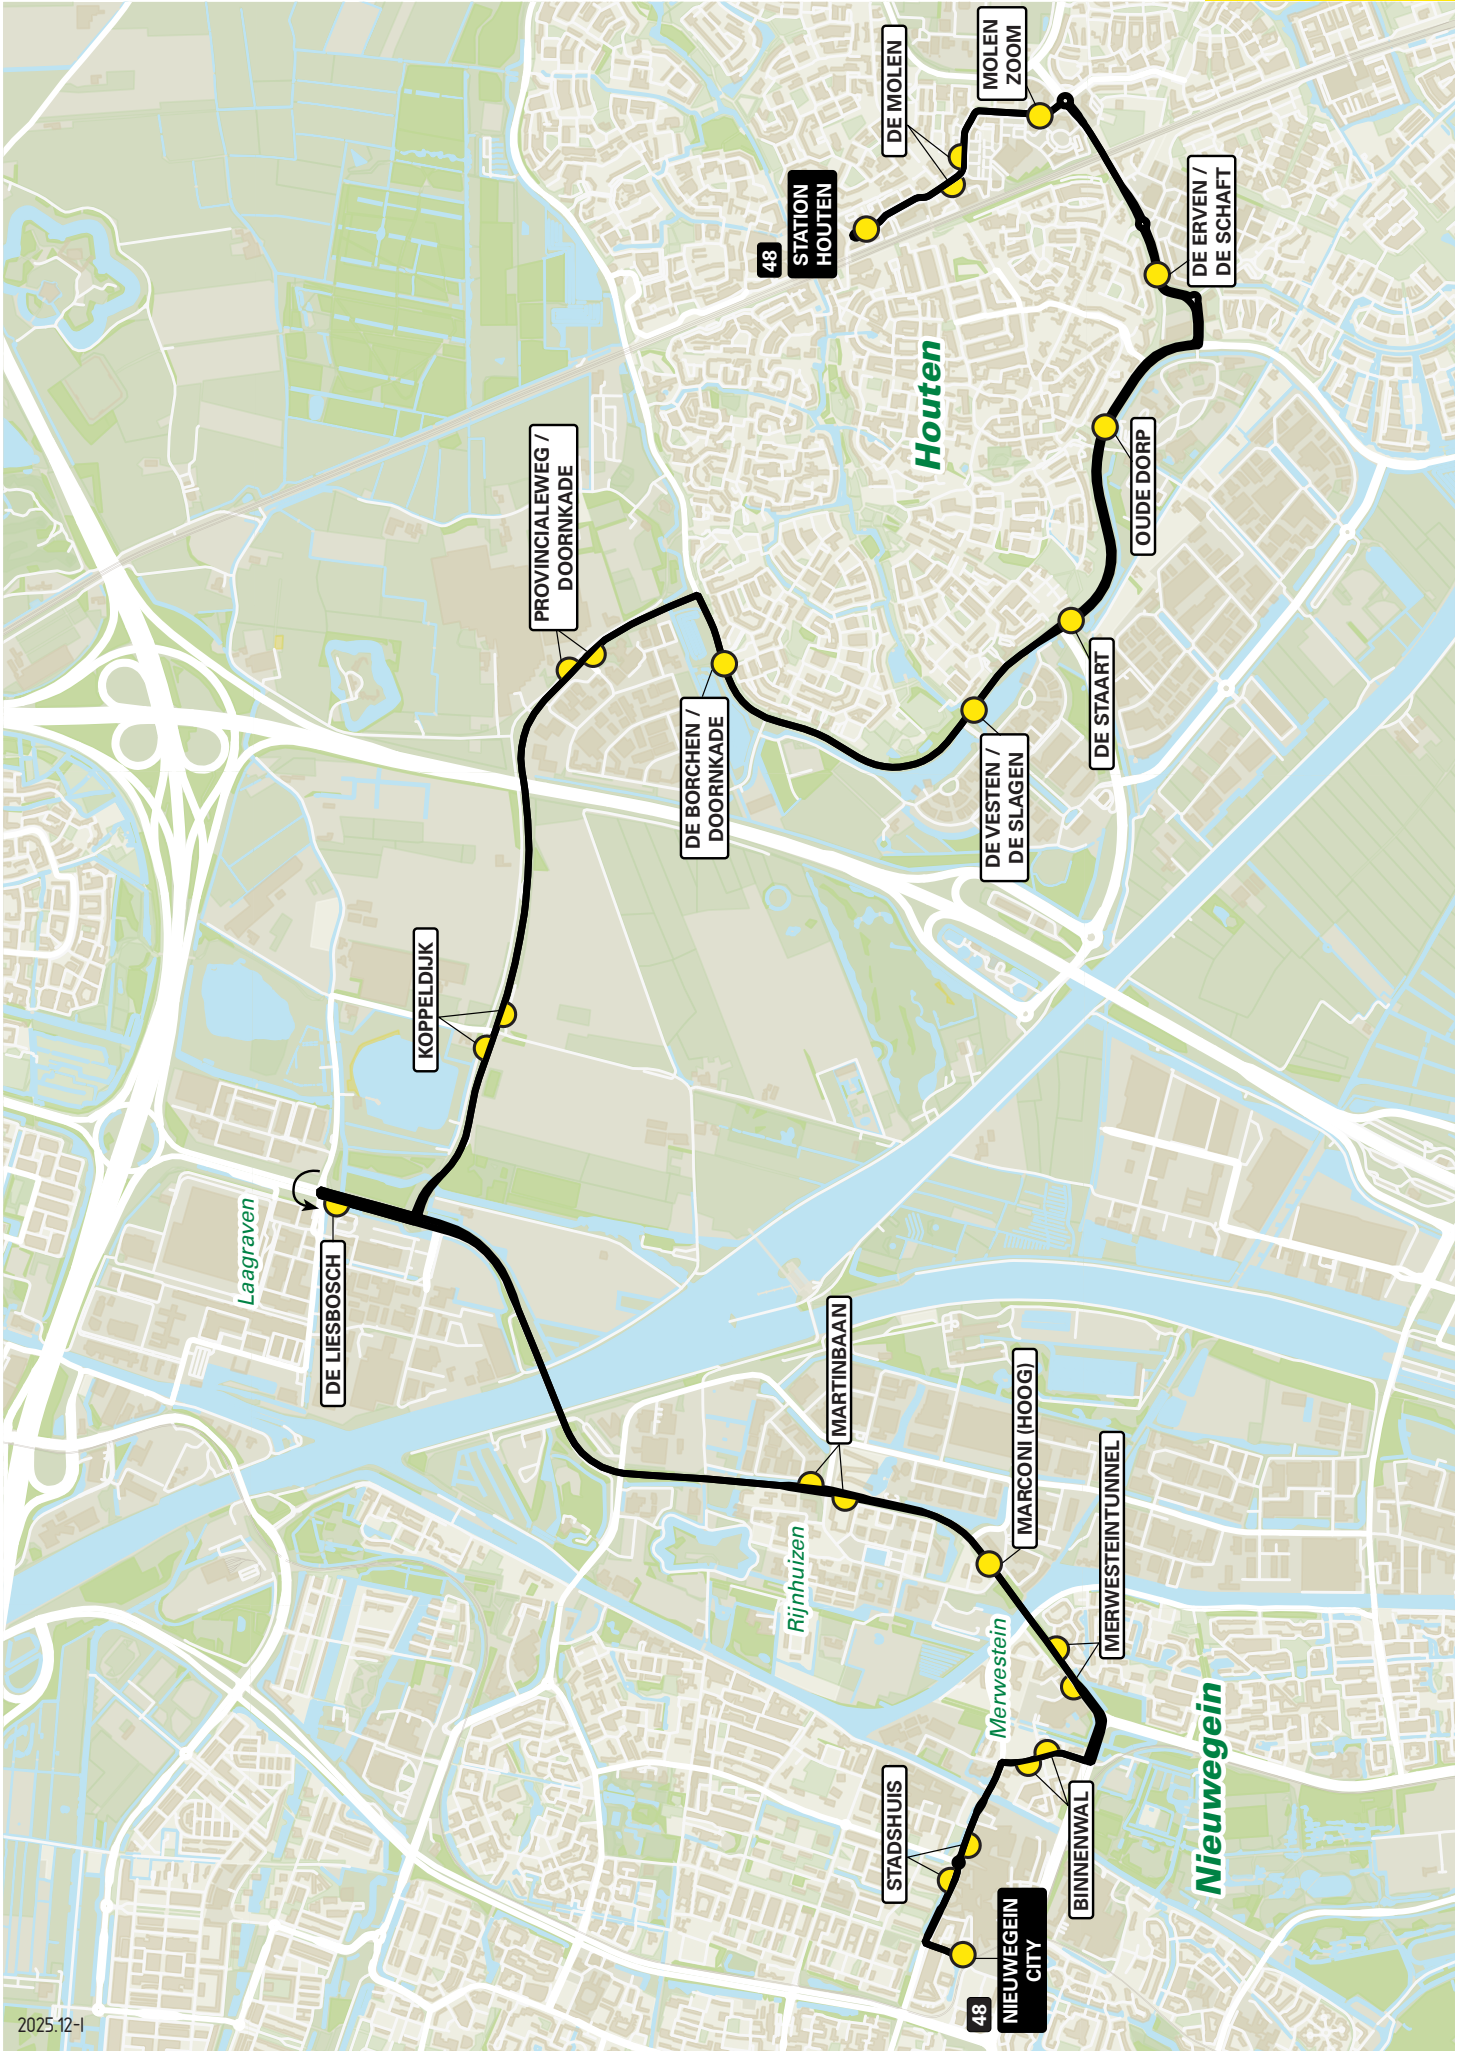 48
STATION
HOUTEN
DE MOLEN
MOLEN
ZOOM
DE ERVEN /
DE SCHAFT
Houten
OUDE DORP
PROVINCIALEWEG /
DOORNKADE
DE BORCHEN /
DOORNKADE
DE STAART
DE VESTEN /
DE SLAGEN
KOPPELDIJK
Laagraven
DE LIESBOSCH
MARTINBAAN
MARCONI (HOOG)
Rijnhuizen
MERWESTEINTUNNEL
Merwestein
Nieuwegein
STADSHUIS
BINNENWAL
48
NIEUWEGEIN
CITY
2025.12-I